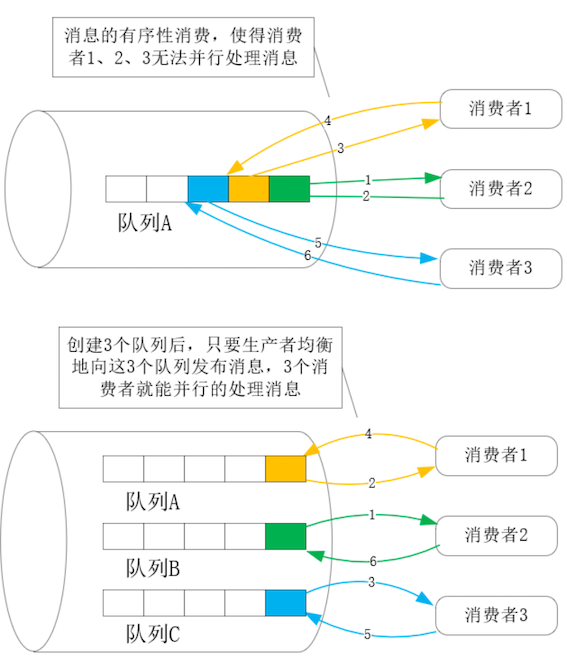 消息的有序性消费，使得消费
者1、2、3无法并行处理消息
消费者1
4
3
1
消费者2
2
队列A
5
6
消费者3
创建3个队列后，只要生产者均衡
地向这3个队列发布消息，3个消
费者就能并行的处理消息
4
消费者1
2
队列A
1
消费者2
6
队列B
3
消费者3
5
队列C